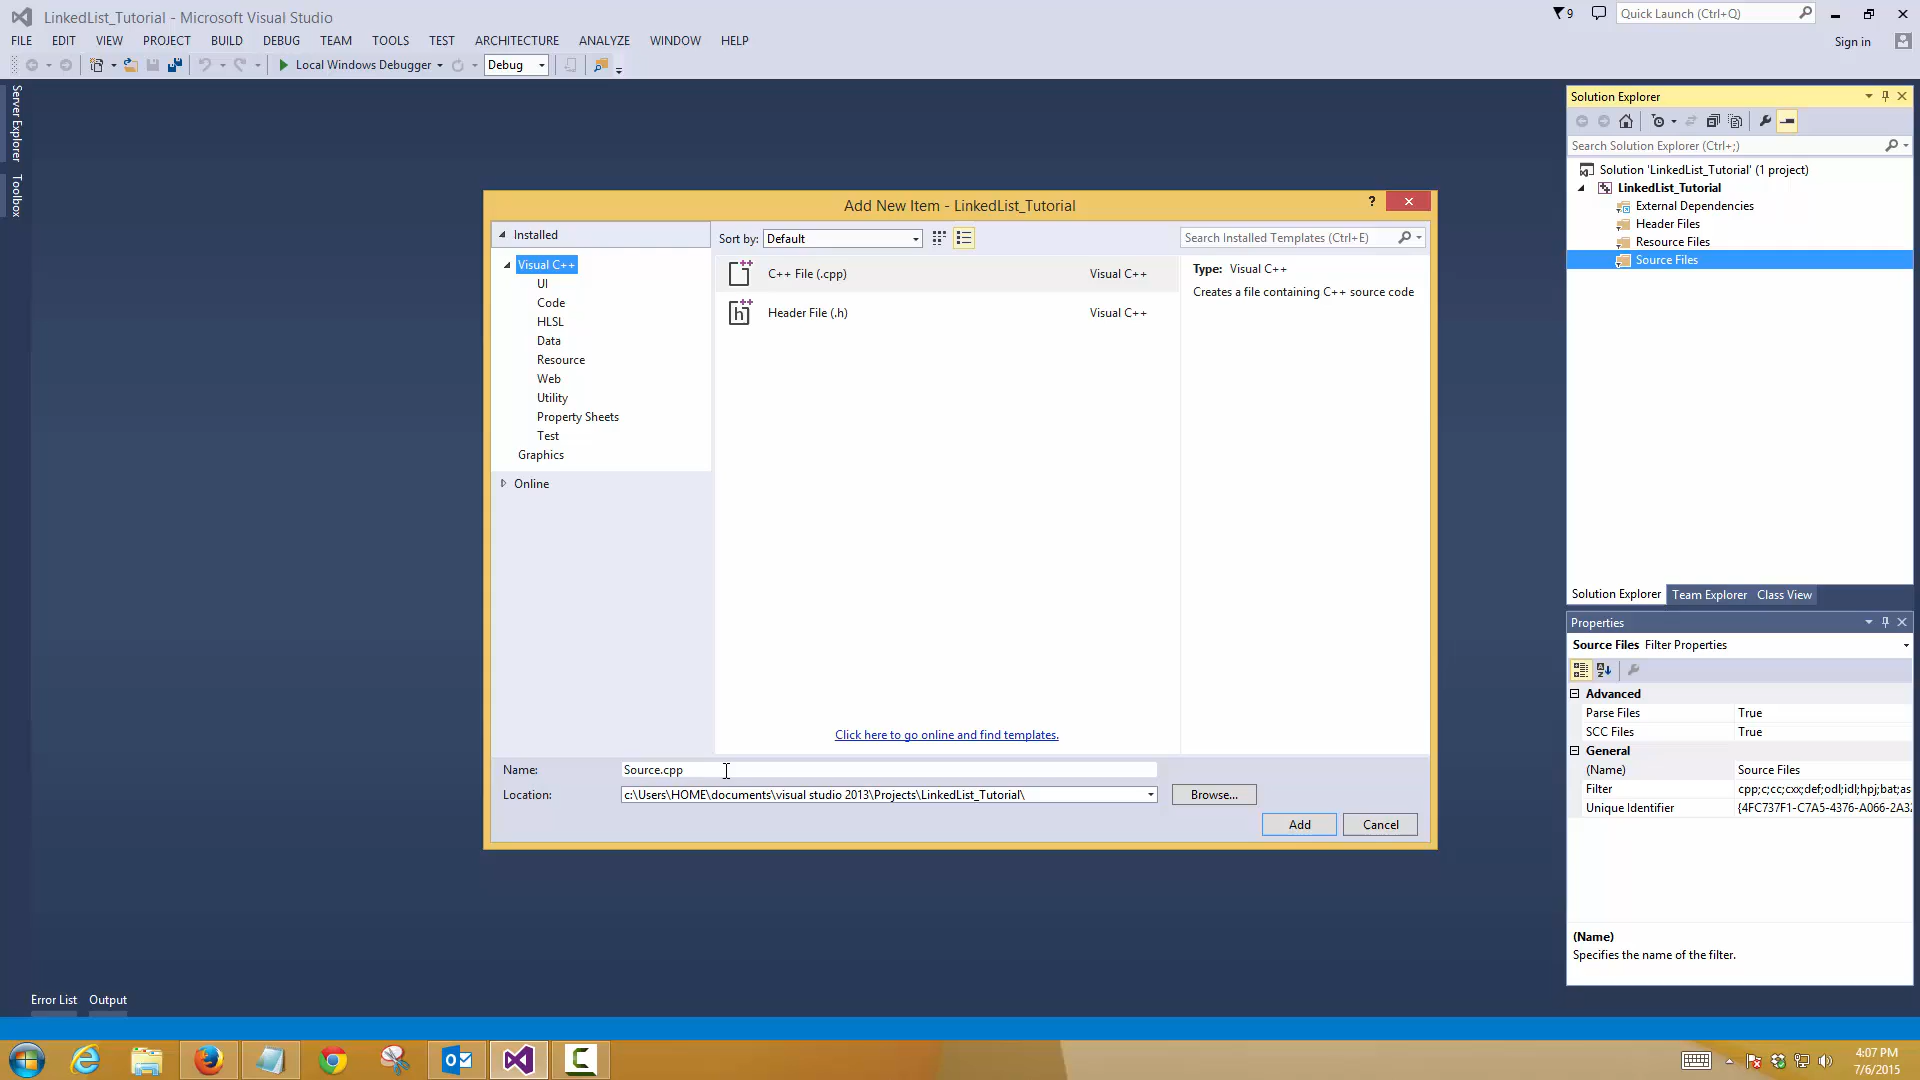 LinkedList_Tutorial - Microsoft Visual Studio
9
Quick Launch (Ctrl+Q)
FILE EDIT VIEW PROJECT BUILD DEBUG TEAM TOOLS TEST ARCHITECTURE ANALYZE WINDOW HELP
Sign in
Local Windows Debugger
Debug
Server Explorer
Toolbox
Solution Explorer
Search Solution Explorer (Ctrl+;)
Solution 'LinkedList_Tutorial' (1 project)
LinkedList_Tutorial
External Dependencies
Header Files
Resource Files
Source Files
Solution Explorer Team Explorer Class View
Add New Item - LinkedList_Tutorial
?
Installed
Sort by: Default
Search Installed Templates (Ctrl+E)
Visual C++
UI
Code
HLSL
Data
Resource
Web
Utility
Property Sheets
Test
Graphics
Online
C++ File (.cpp) Visual C++
Header File (.h) Visual C++
Type: Visual C++
Creates a file containing C++ source code
Click here to go online and find templates.
Name: Source.cpp
Location: c:\Users\HOME\documents\visual studio 2013\Projects\LinkedList_Tutorial\
Browse...
Add Cancel
Properties
Source Files Filter Properties
Advanced
Parse Files True
SCC Files True
General
(Name) Source Files
Filter cpp;c;cc;cxx;def;odl;idl;hpj;bat;as
Unique Identifier {4FC737F1-C7A5-4376-A066-2A32
(Name)
Specifies the name of the filter.
Error List Output
4:07 PM
7/6/2015